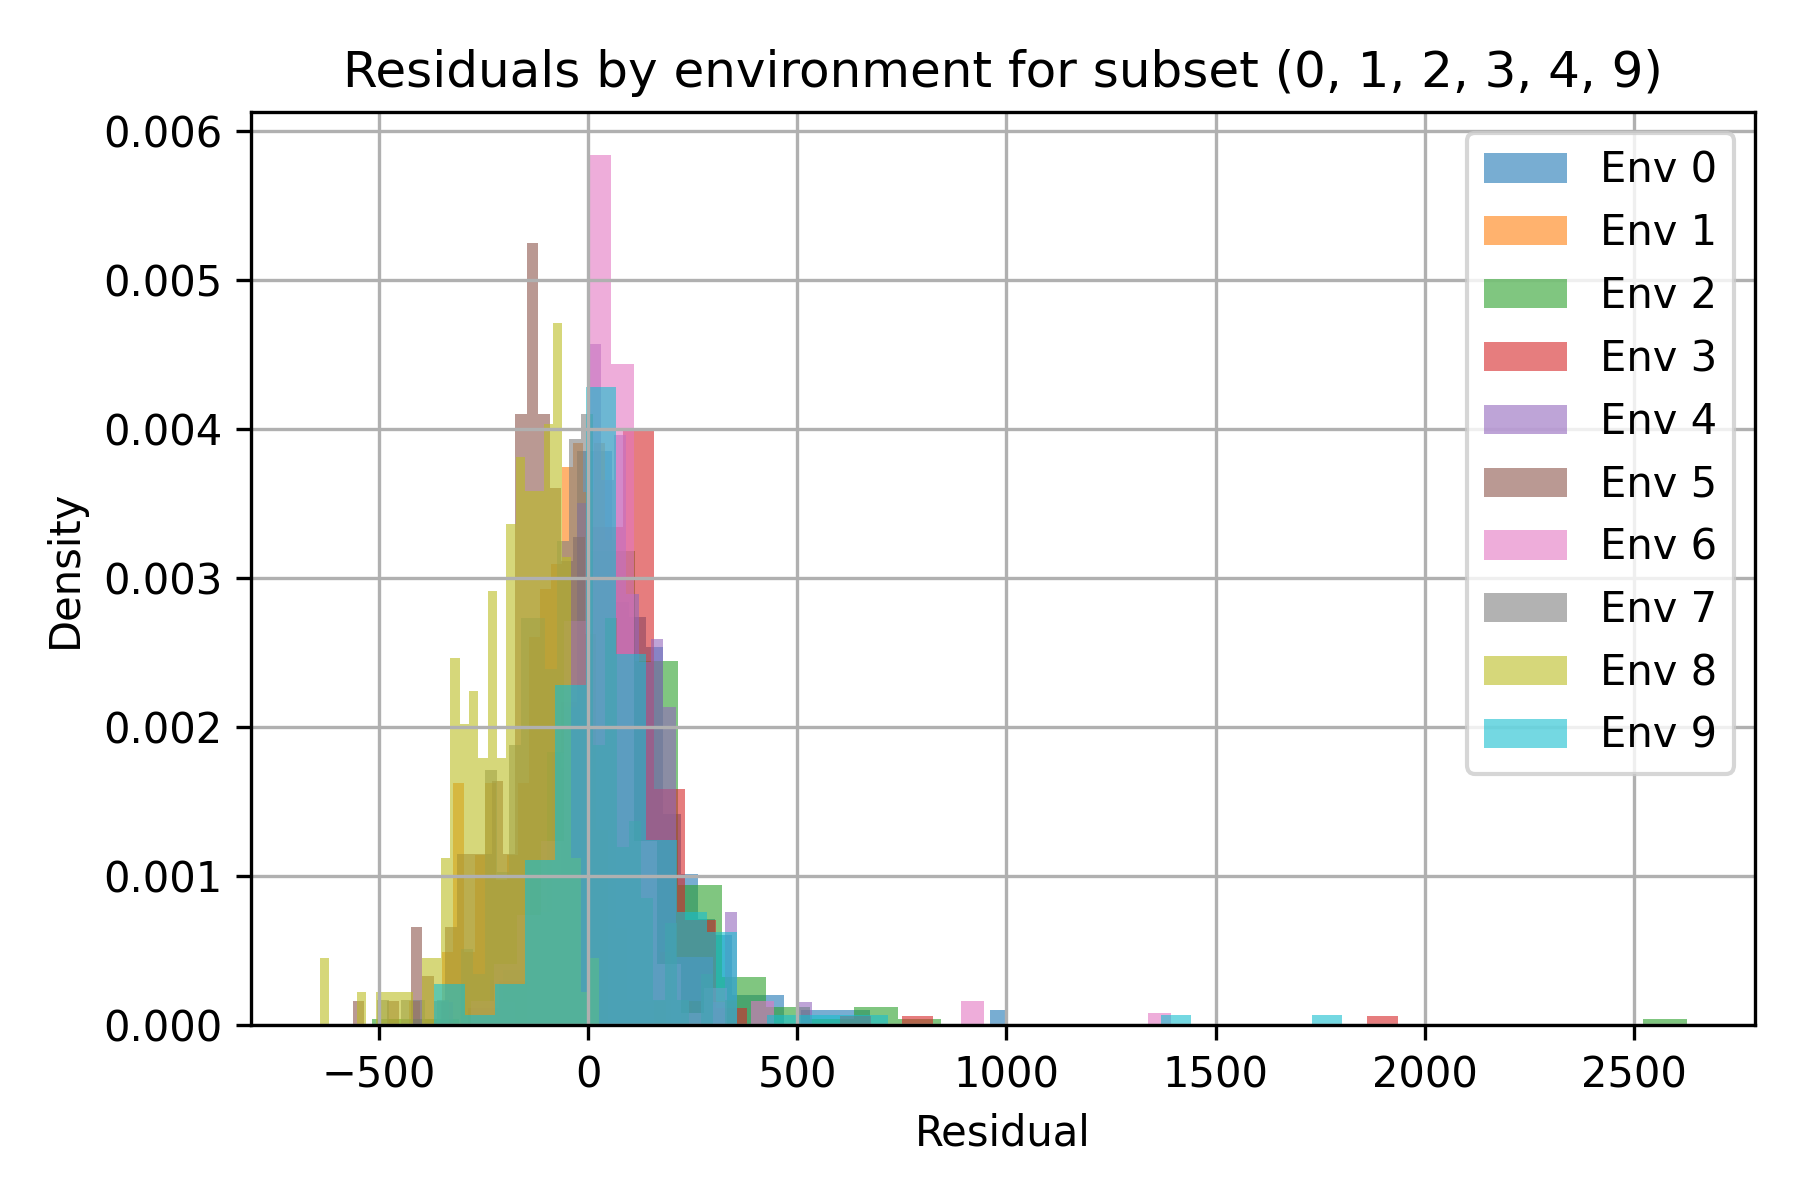 Residuals by environment for subset (0, 1, 2, 3, 4, 9)
0.006
0.005
0.004
0.003
0.002
0.001
0.000
Density
−500
0
500
1000
1500
2000
2500
Residual
Env 0
Env 1
Env 2
Env 3
Env 4
Env 5
Env 6
Env 7
Env 8
Env 9